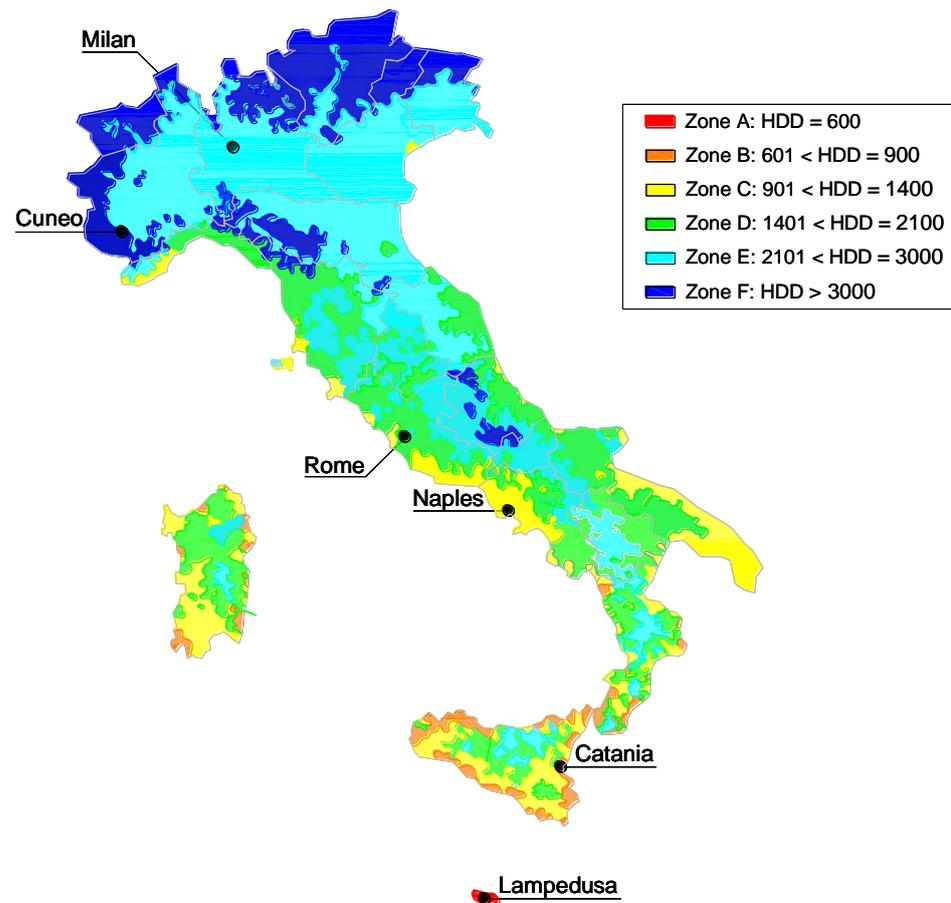 Milan
Zone A: HDD = 600
Zone B: 601 < HDD = 900
Zone C: 901 < HDD = 1400
Zone D: 1401 < HDD = 2100
Zone E: 2101 < HDD = 3000
Zone F: HDD > 3000
Cuneo
Rome
Naples
Catania
Lampedusa